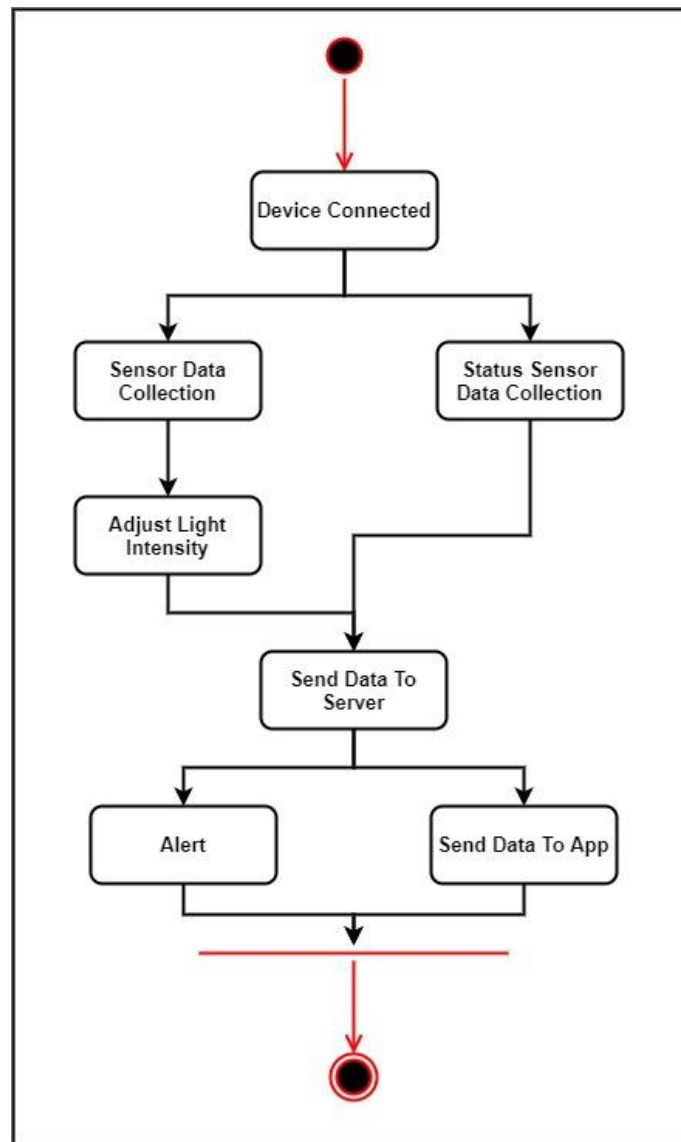 Device Connected
Sensor Data
Collection
Status Sensor
Data Collection
Adjust Light
Intensity
Send Data To
Server
Alert
Send Data To App